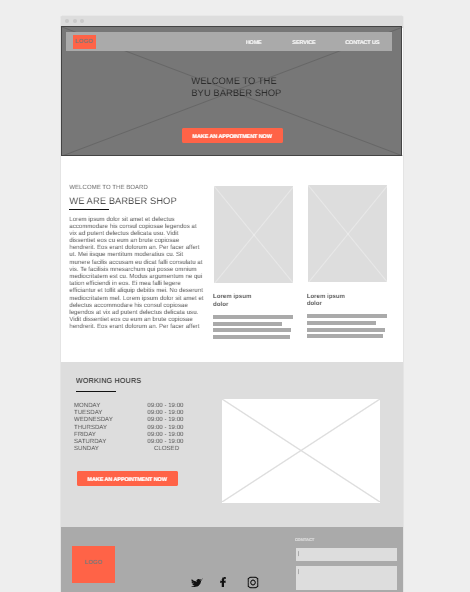 LOGO
HOME
SERVICE
CONTACT US
WELCOME TO THE
BYU BARBER SHOP
MAKE AN APPOINTMENT NOW
WELCOME TO THE BOARD
WE ARE BARBER SHOP
Lorem ipsum dolor sit amet et delectus
accommodare his consul copiosae legendos at
vix ad putent delectus delicata usu. Vidit
dissentiet eos cu eum an brute copiosae
hendrerit. Eos erant dolorum an. Per facer affert
ut. Mei iisque mentitum moderatius cu. Sit
munere facilis accusam eu dicat falli consulatu at
vis. Te facilisis mnesarchum qui posse omnium
mediocritatem est cu. Modus argumentum ne qui
tation efficiendi in eos. Ei mea falli legere
efficiantur et tollit aliquip debitis mei. No deserunt
mediocritatem mel. Lorem ipsum dolor sit amet et
delectus accommodare his consul copiosae
legendos at vix ad putent delectus delicata usu.
Vidit dissentiet eos cu eum an brute copiosae
hendrerit. Eos erant dolorum an. Per facer affert
Lorem ipsum
dolor
Lorem ipsum
dolor
WORKING HOURS
MONDAY 09:00 - 19:00
TUESDAY 09:00 - 19:00
WEDNESDAY 09:00 - 19:00
THURSDAY 09:00 - 19:00
FRIDAY 09:00 - 19:00
SATURDAY 09:00 - 19:00
SUNDAY CLOSED
MAKE AN APPOINTMENT NOW
LOGO
CONTACT